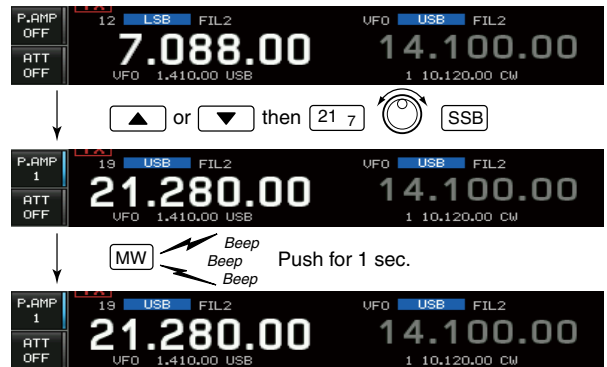 P.AMP OFF 12 LSB FIL2 VFO USB FIL2
7.088.00 14.100.00
ATT OFF VFO 1.410.00 USB 1 10.120.00 CW
▲ or ▼ then 21 7 SSB
TX
P.AMP 1 19 USB FIL2 VFO USB FIL2
21.280.00 14.100.00
ATT OFF VFO 1.410.00 USB 1 10.120.00 CW
MW Beep Beep Beep Push for 1 sec.
TX
P.AMP 1 19 USB FIL2 VFO USB FIL2
21.280.00 14.100.00
ATT OFF VFO 1.410.00 USB 1 10.120.00 CW